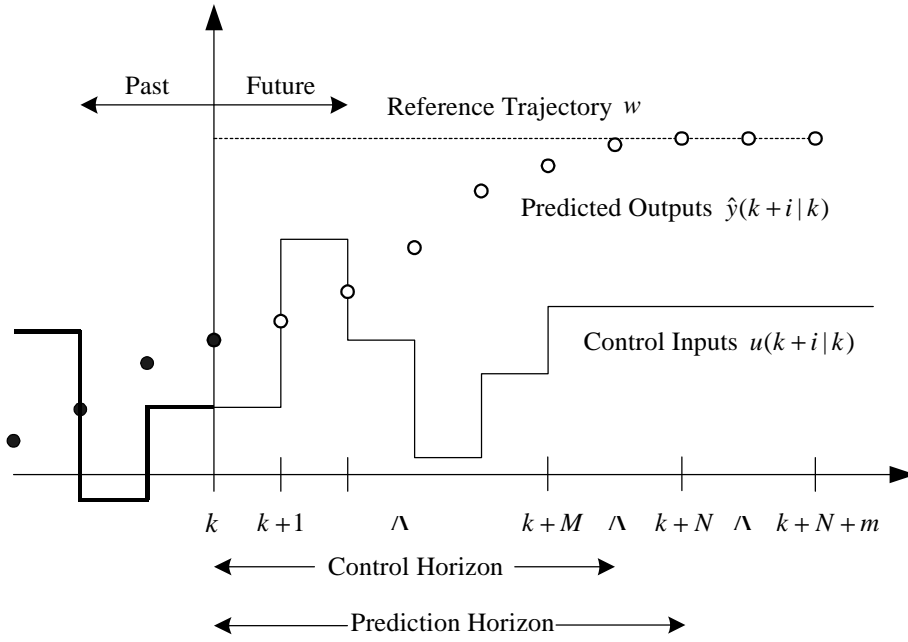 Past Future
Reference Trajectory w
Predicted Outputs ŷ(k+i|k)
Control Inputs u(k+i|k)
k k+1 Λ k+M Λ k+N Λ k+N+m
Control Horizon
Prediction Horizon